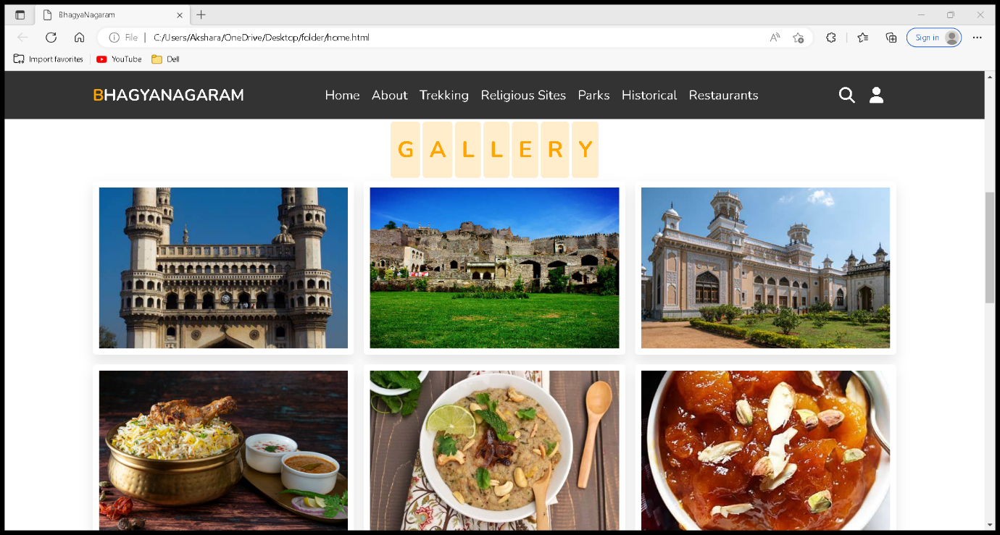 BhagyaNagaram
File | C:/Users/Akshara/OneDrive/Desktop/folder/home.html
Sign in
Import favorites YouTube Dell
BHAGYANAGARAM Home About Trekking Religious Sites Parks Historical Restaurants
GALLERY